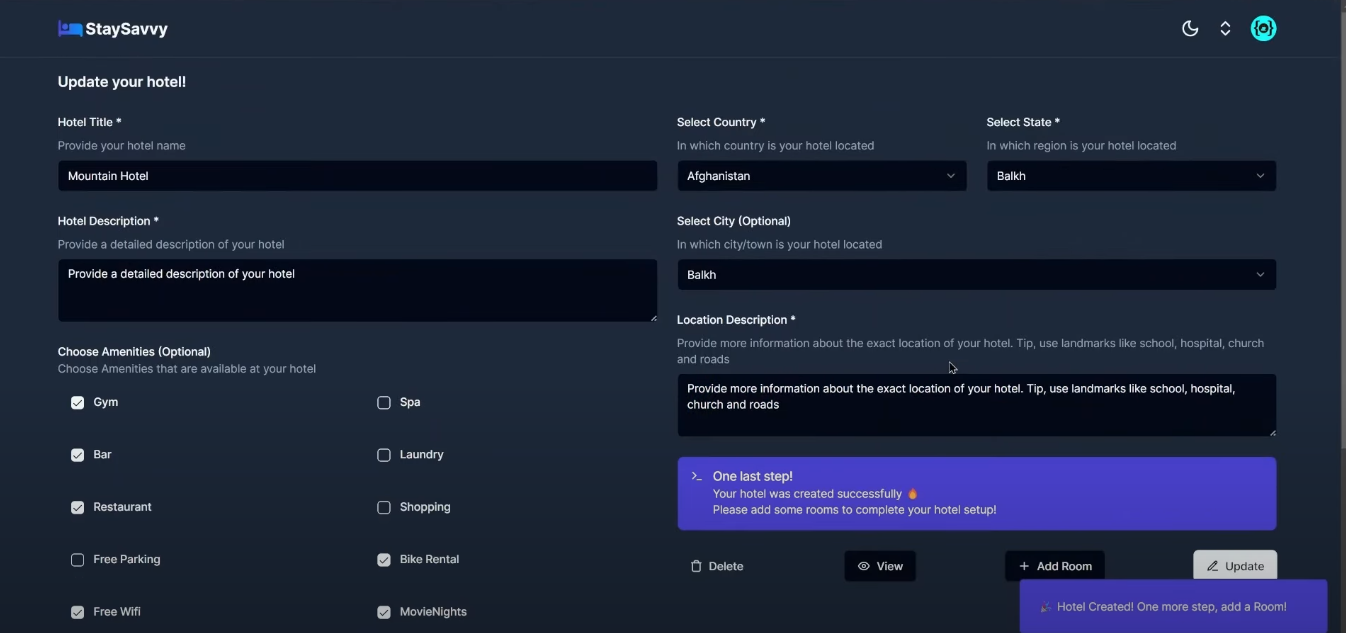 StaySavvy
Update your hotel!
Hotel Title *
Provide your hotel name
Mountain Hotel
Hotel Description *
Provide a detailed description of your hotel
Provide a detailed description of your hotel
Choose Amenities (Optional)
Choose Amenities that are available at your hotel
Gym
Spa
Bar
Laundry
Restaurant
Shopping
Free Parking
Bike Rental
Free Wifi
MovieNights
Select Country *
In which country is your hotel located
Afghanistan
Select State *
In which region is your hotel located
Balkh
Select City (Optional)
In which city/town is your hotel located
Balkh
Location Description *
Provide more information about the exact location of your hotel. Tip, use landmarks like school, hospital, church
and roads
Provide more information about the exact location of your hotel. Tip, use landmarks like school, hospital,
church and roads
One last step!
Your hotel was created successfully 🔥
Please add some rooms to complete your hotel setup!
Delete
View
+ Add Room
Update
🎉 Hotel Created! One more step, add a Room!